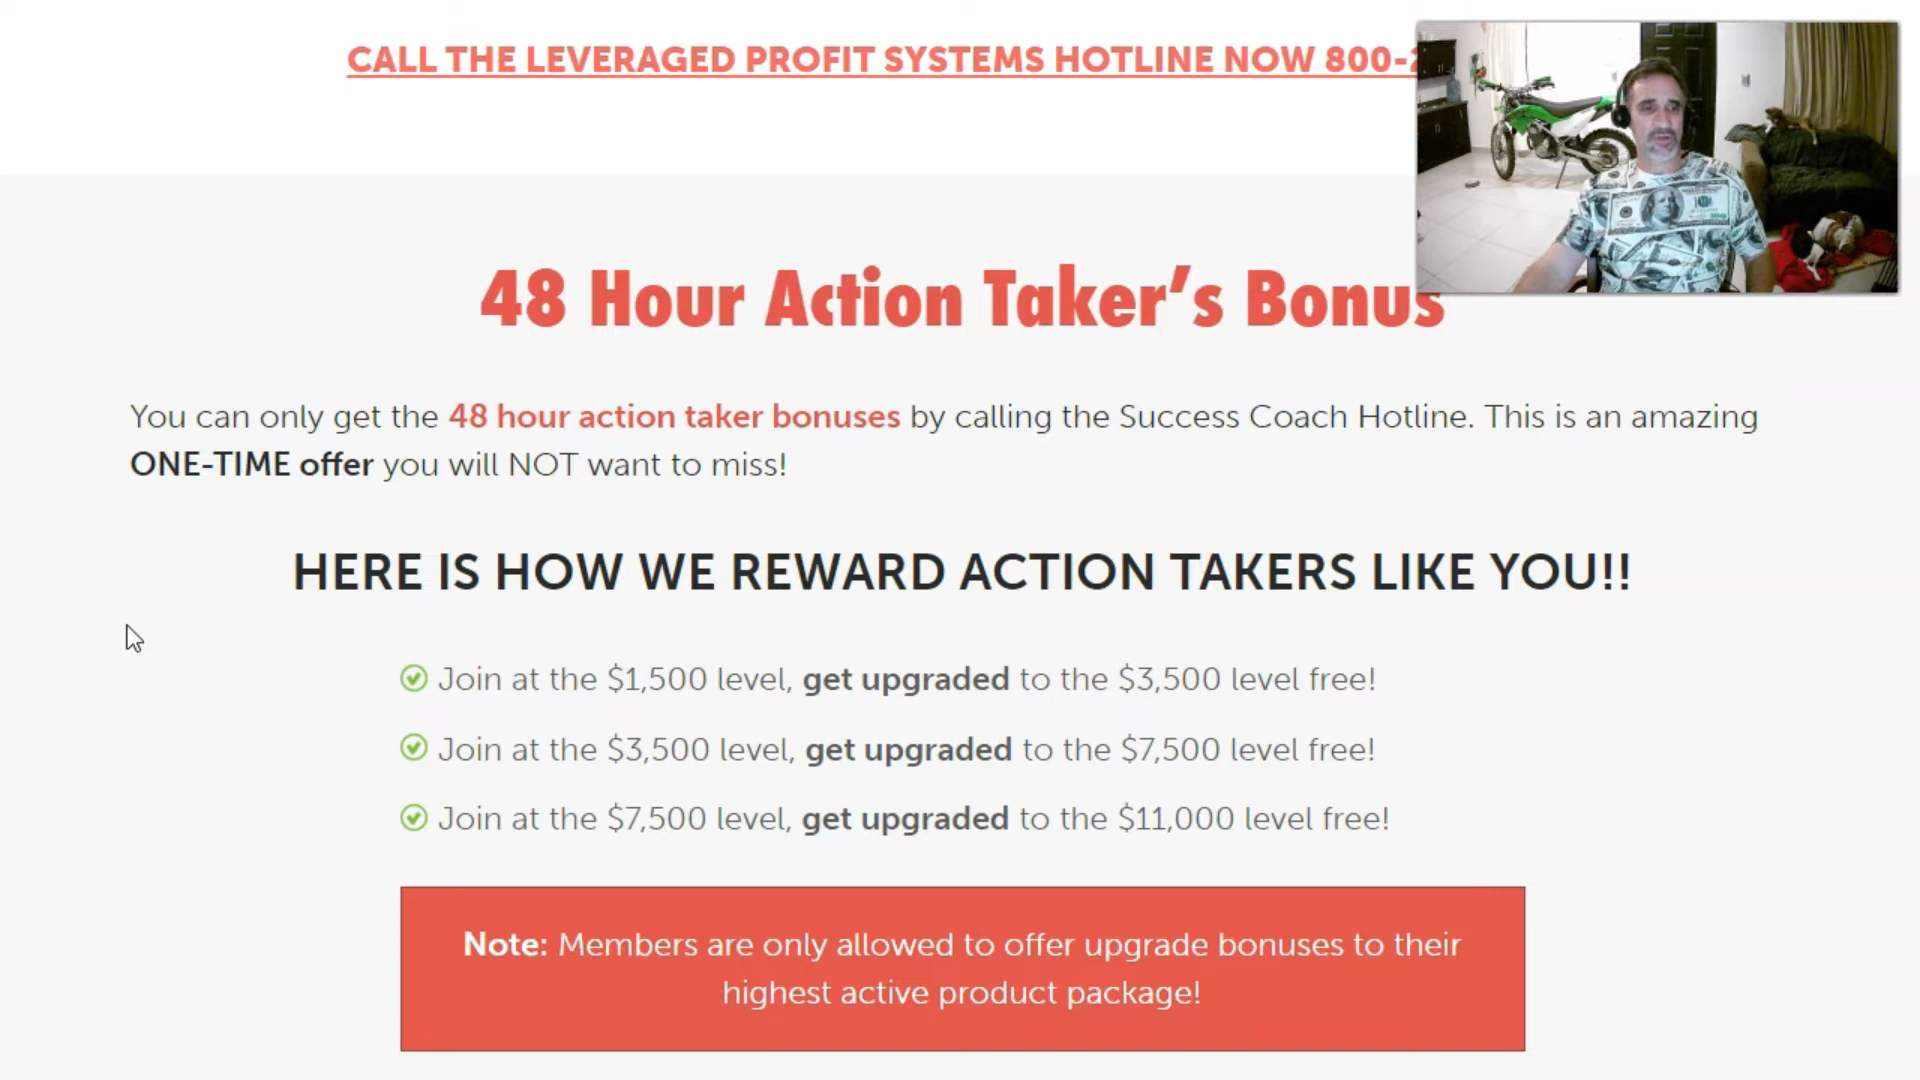 CALL THE LEVERAGED PROFIT SYSTEMS HOTLINE NOW 800-
48 Hour Action Taker's Bonus
You can only get the 48 hour action taker bonuses by calling the Success Coach Hotline. This is an amazing
ONE-TIME offer you will NOT want to miss!
HERE IS HOW WE REWARD ACTION TAKERS LIKE YOU!!
Join at the $1,500 level, get upgraded to the $3,500 level free!
Join at the $3,500 level, get upgraded to the $7,500 level free!
Join at the $7,500 level, get upgraded to the $11,000 level free!
Note: Members are only allowed to offer upgrade bonuses to their
highest active product package!